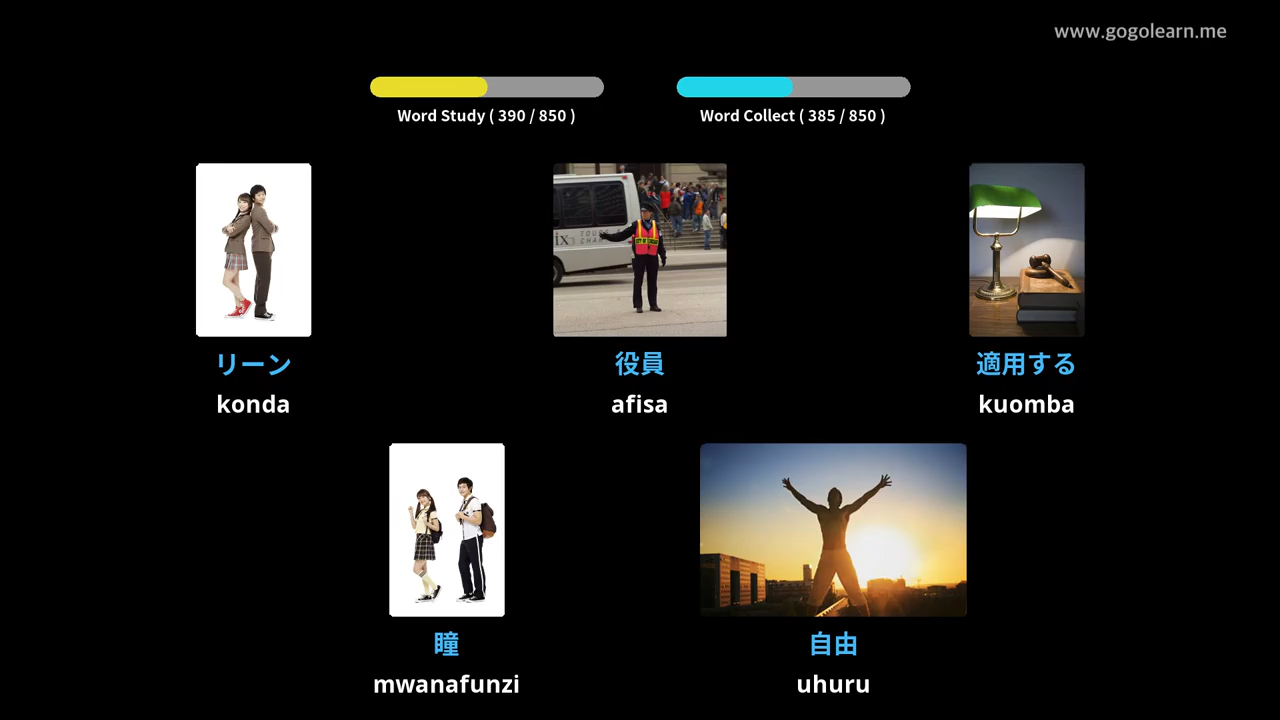 www.gogolearn.me
Word Study ( 390 / 850 )
Word Collect ( 385 / 850 )
リーン
konda
役員
afisa
適用する
kuomba
瞳
mwanafunzi
自由
uhuru